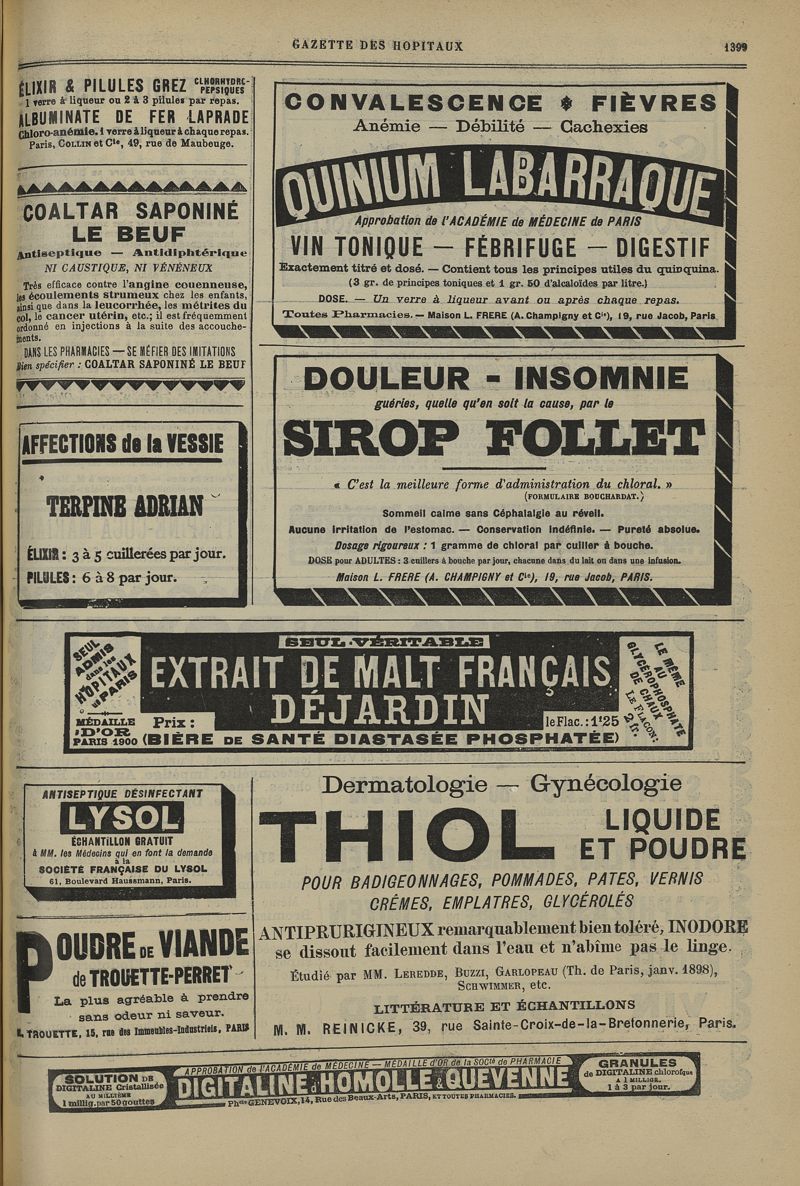 GAZETTE DES HOPITAUX
1399
ÉLIXIR & PILULES GREZ CLHORHYDRO-PEPSIQUES
1 verre à liqueur ou 2 à 3 pilules par repas.
ALBUMINATE DE FER LAPRADE
Chloro-anémie. 1 verre à liqueur à chaque repas.
Paris, COLLIN et Cie, 49, rue de Maubeuge.
COALTAR SAPONINÉ
LE BEUF
Antiseptique — Antidiphtérique
NI CAUSTIQUE, NI VÉNÉNEUX
Très efficace contre l'angine couenneuse,
les écoulements strumeux chez les enfants,
ainsi que dans la leucorrhée, les métrites du
col, le cancer utérin, etc.; il est fréquemment
ordonné en injections à la suite des accouche-
ments.
DANS LES PHARMACIES — SE MÉFIER DES IMITATIONS
Bien spécifier : COALTAR SAPONINÉ LE BEUF
AFFECTIONS de la VESSIE
TERPINE ADRIAN
ÉLIXIR : 3 à 5 cuillerées par jour.
PILULES : 6 à 8 par jour.
CONVALESCENCE FIÈVRES
Anémie — Débilité — Cachexies
QUINIUM LABARRAQUE
Approbation de l'ACADÉMIE de MÉDECINE de PARIS
VIN TONIQUE — FÉBRIFUGE — DIGESTIF
Exactement titré et dosé. — Contient tous les principes utiles du quinquina.
(3 gr. de principes toniques et 1 gr. 50 d'alcaloïdes par litre.)
DOSE. — Un verre à liqueur avant ou après chaque repas.
Toutes Pharmacies. — Maison L. FRERE (A. Champigny et Cie), 19, rue Jacob, Paris
DOULEUR - INSOMNIE
guéries, quelle qu'en soit la cause, par le
SIROP FOLLET
« C'est la meilleure forme d'administration du chloral. »
(FORMULAIRE BOUCHARDAT.)
Sommeil calme sans Céphalalgie au réveil.
Aucune irritation de l'estomac. — Conservation indéfinie. — Pureté absolue.
Dosage rigoureux : 1 gramme de chloral par cuiller à bouche.
DOSE pour ADULTES : 3 cuillers à bouche par jour, chacune dans du lait ou dans une infusion.
Maison L. FRERE (A. CHAMPIGNY et Cie), 19, rue Jacob, PARIS.
SEUL VÉRITABLE
SEUL
ADMIS
dans les
HÔPITAUX
de PARIS
EXTRAIT DE MALT FRANÇAIS
DÉJARDIN
LE MÊME
AU
GLYCÉROPHOSPHATE
DE CHAUX
LE FLACON:
2 fr.
MÉDAILLE
D'OR
PARIS 1900
Prix :
le Flac. : 1f25
(BIÈRE DE SANTÉ DIASTASÉE PHOSPHATÉE)
ANTISEPTIQUE DÉSINFECTANT
LYSOL
ÉCHANTILLON GRATUIT
à MM. les Médecins qui en font la demande
à la
SOCIÉTÉ FRANÇAISE DU LYSOL
61, Boulevard Haussmann, Paris.
POUDRE DE VIANDE
de TROUETTE-PERRET
La plus agréable à prendre
sans odeur ni saveur.
E. TROUETTE, 15, rue des Immeubles-Industriels, PARIS
Dermatologie — Gynécologie
THIOL LIQUIDE
ET POUDRE
POUR BADIGEONNAGES, POMMADES, PATES, VERNIS
CRÉMES, EMPLATRES, GLYCÉROLÉS
ANTIPRURIGINEUX remarquablement bien toléré, INODORE
se dissout facilement dans l'eau et n'abîme pas le linge.
Étudié par MM. LEREDDE, BUZZI, GARLOPEAU (Th. de Paris, janv. 1898),
SCHWIMMER, etc.
LITTÉRATURE ET ÉCHANTILLONS
M. M. REINICKE, 39, rue Sainte-Croix-de-la-Bretonnerie, Paris.
SOLUTION DE
DIGITALINE Cristallisée
AU MILLIÈME
1 millig. par 50 gouttes
APPROBATION de l'ACADÉMIE de MÉDECINE — MÉDAILLE d'OR de la SOCté de PHARMACIE
DIGITALINE d'HOMOLLE & QUEVENNE
Phcie GENEVOIX, 14, Rue des Beaux-Arts, PARIS, ET TOUTES PHARMACIES.
GRANULES
de DIGITALINE chlorofque
A 1 MILLIGR.
1 à 3 par jour.